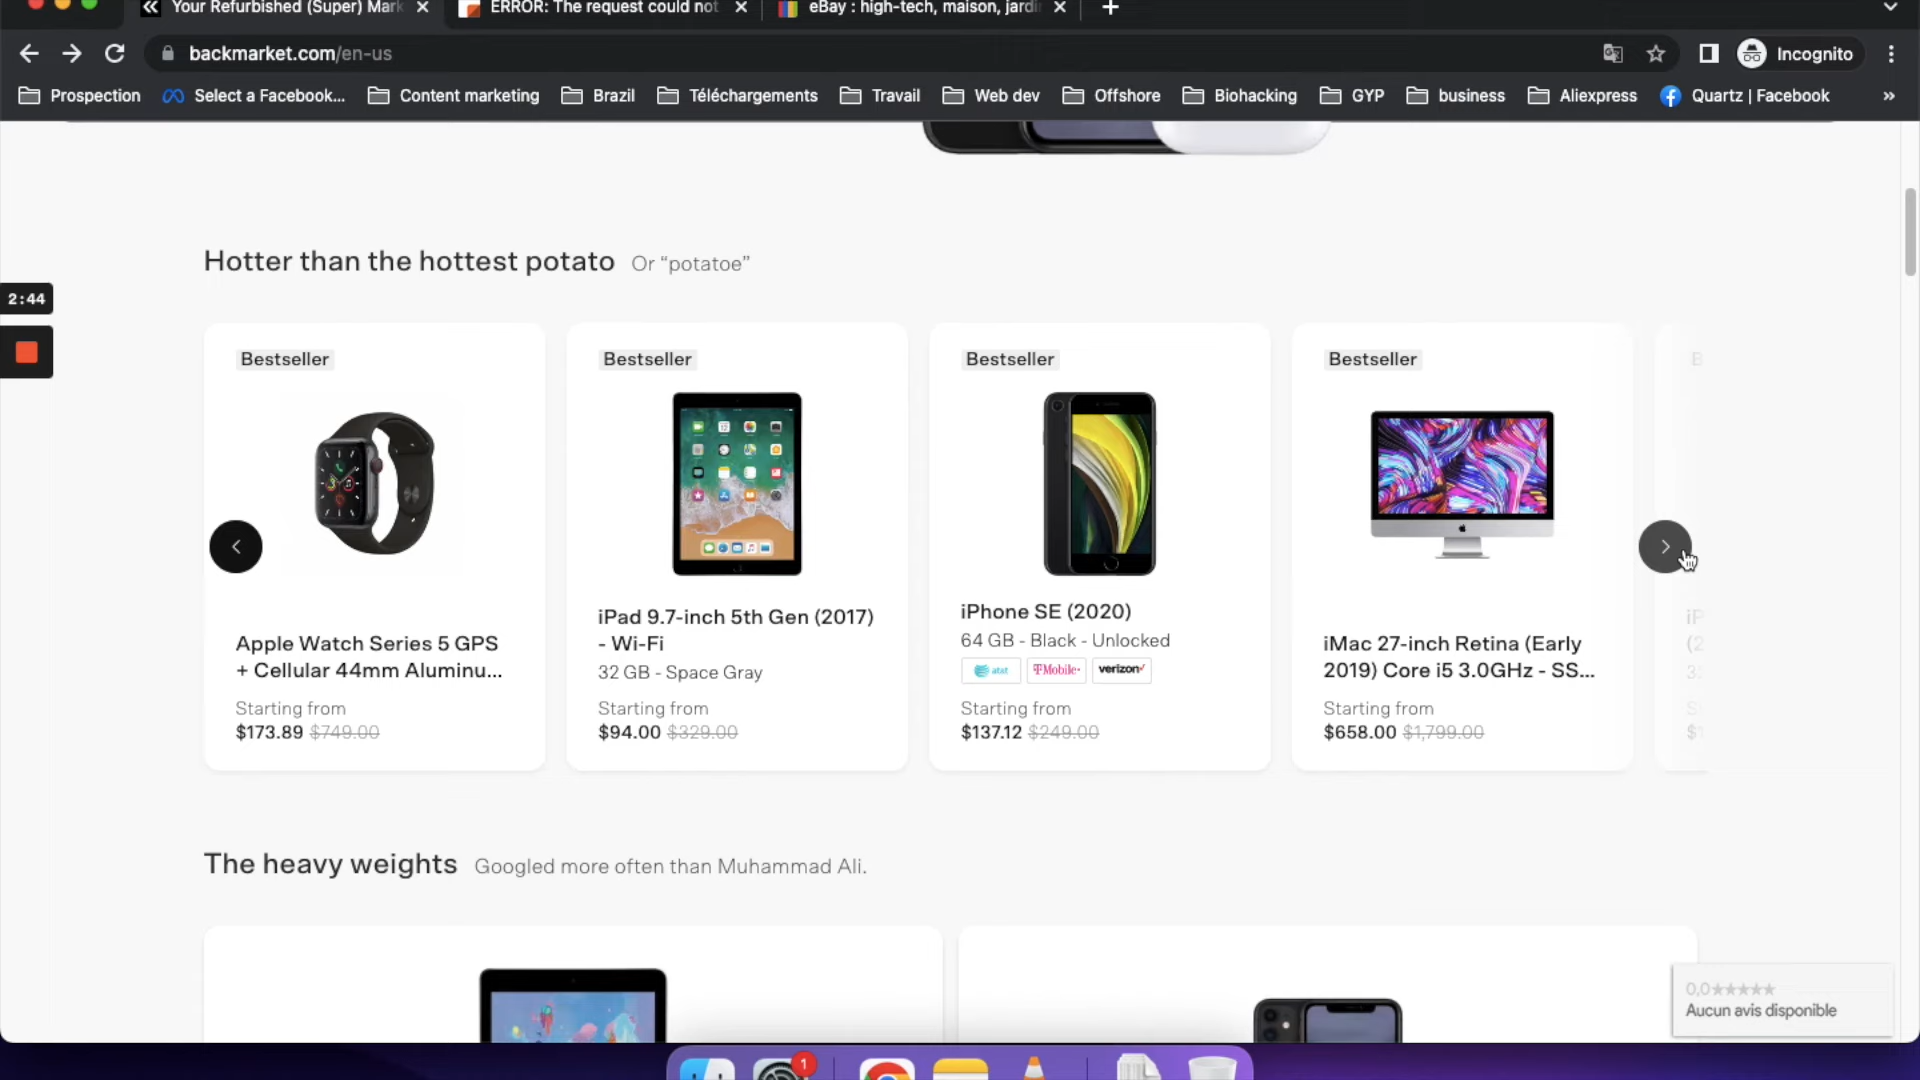 Your Refurbished (Super) Mark
ERROR: The request could not
eBay : high-tech, maison, jardi
backmarket.com/en-us
Incognito
Prospection
Select a Facebook...
Content marketing
Brazil
Téléchargements
Travail
Web dev
Offshore
Biohacking
GYP
business
Aliexpress
Quartz | Facebook
»
Hotter than the hottest potato Or “potatoe”
2:44
Bestseller
Apple Watch Series 5 GPS
+ Cellular 44mm Aluminu...
Starting from
$173.89 $749.00
Bestseller
iPad 9.7-inch 5th Gen (2017)
- Wi-Fi
32 GB - Space Gray
Starting from
$94.00 $329.00
Bestseller
iPhone SE (2020)
64 GB - Black - Unlocked
at&t T Mobile verizon
Starting from
$137.12 $249.00
Bestseller
iMac 27-inch Retina (Early
2019) Core i5 3.0GHz - SS...
Starting from
$658.00 $1,799.00
The heavy weights Googled more often than Muhammad Ali.
0,0★★★★★
Aucun avis disponible
1